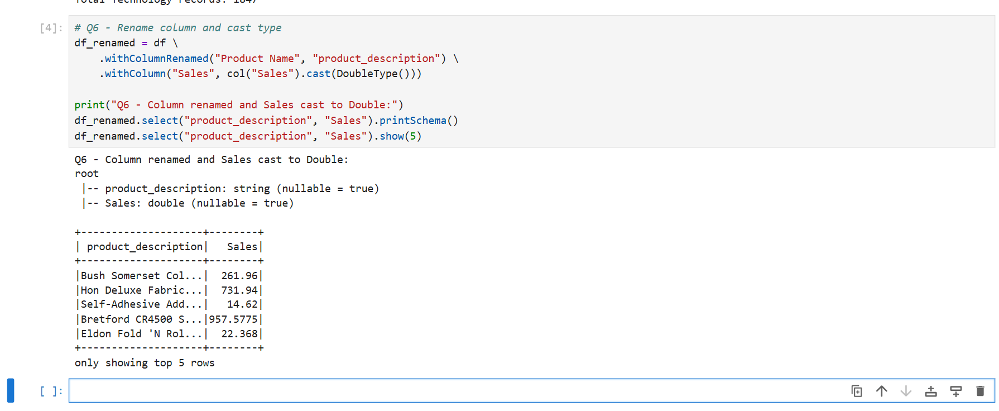 Total Technology records: 1847
[4]:
# Q6 - Rename column and cast type
df_renamed = df \
    .withColumnRenamed("Product Name", "product_description") \
    .withColumn("Sales", col("Sales").cast(DoubleType()))

print("Q6 - Column renamed and Sales cast to Double:")
df_renamed.select("product_description", "Sales").printSchema()
df_renamed.select("product_description", "Sales").show(5)
Q6 - Column renamed and Sales cast to Double:
root
 |-- product_description: string (nullable = true)
 |-- Sales: double (nullable = true)

+--------------------+--------+
| product_description|   Sales|
+--------------------+--------+
|Bush Somerset Col...|  261.96|
|Hon Deluxe Fabric...|  731.94|
|Self-Adhesive Add...|   14.62|
|Bretford CR4500 S...|957.5775|
|Eldon Fold 'N Rol...|  22.368|
+--------------------+--------+
only showing top 5 rows
[ ]: